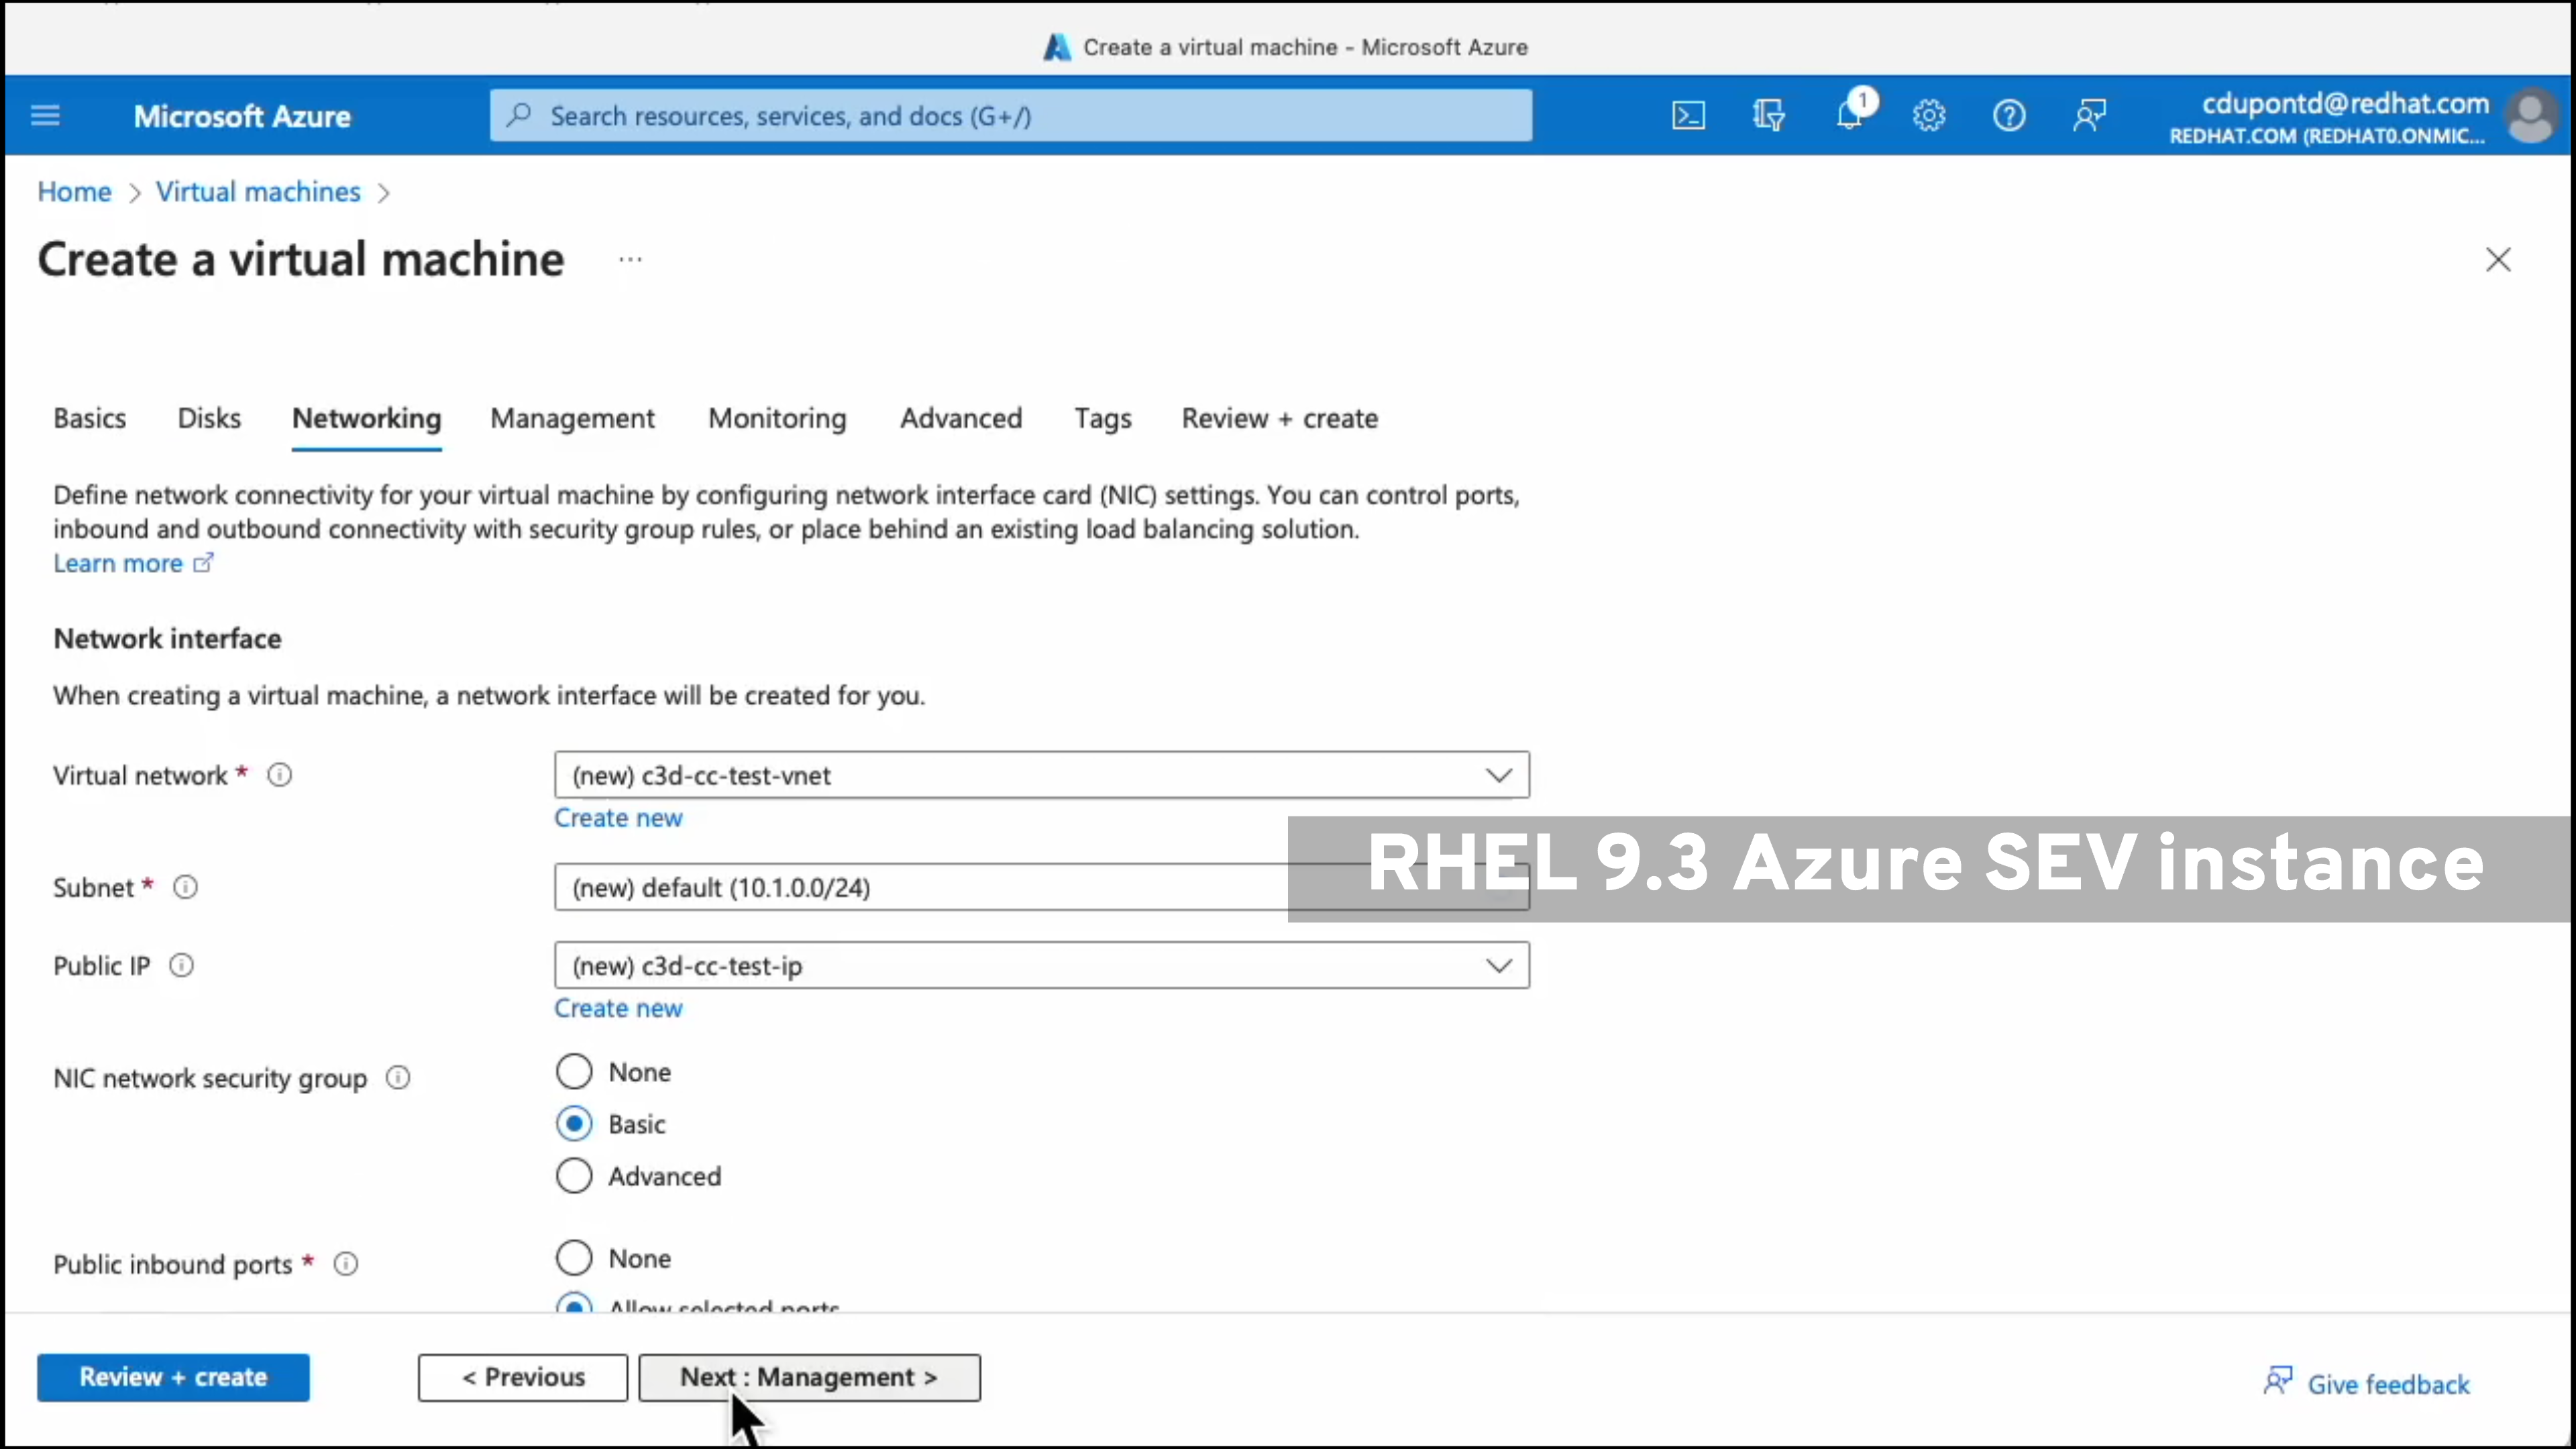 Create a virtual machine - Microsoft Azure
Microsoft Azure
Search resources, services, and docs (G+/)
1
cdupontd@redhat.com
REDHAT.COM (REDHAT0.ONMIC...
Home > Virtual machines >
Create a virtual machine ...
Basics Disks Networking Management Monitoring Advanced Tags Review + create
Define network connectivity for your virtual machine by configuring network interface card (NIC) settings. You can control ports,
inbound and outbound connectivity with security group rules, or place behind an existing load balancing solution.
Learn more
Network interface
When creating a virtual machine, a network interface will be created for you.
Virtual network *
(new) c3d-cc-test-vnet
Create new
RHEL 9.3 Azure SEV instance
Subnet *
(new) default (10.1.0.0/24)
Public IP
(new) c3d-cc-test-ip
Create new
NIC network security group
None
Basic
Advanced
Public inbound ports *
None
Allow selected ports
Review + create
< Previous
Next : Management >
Give feedback